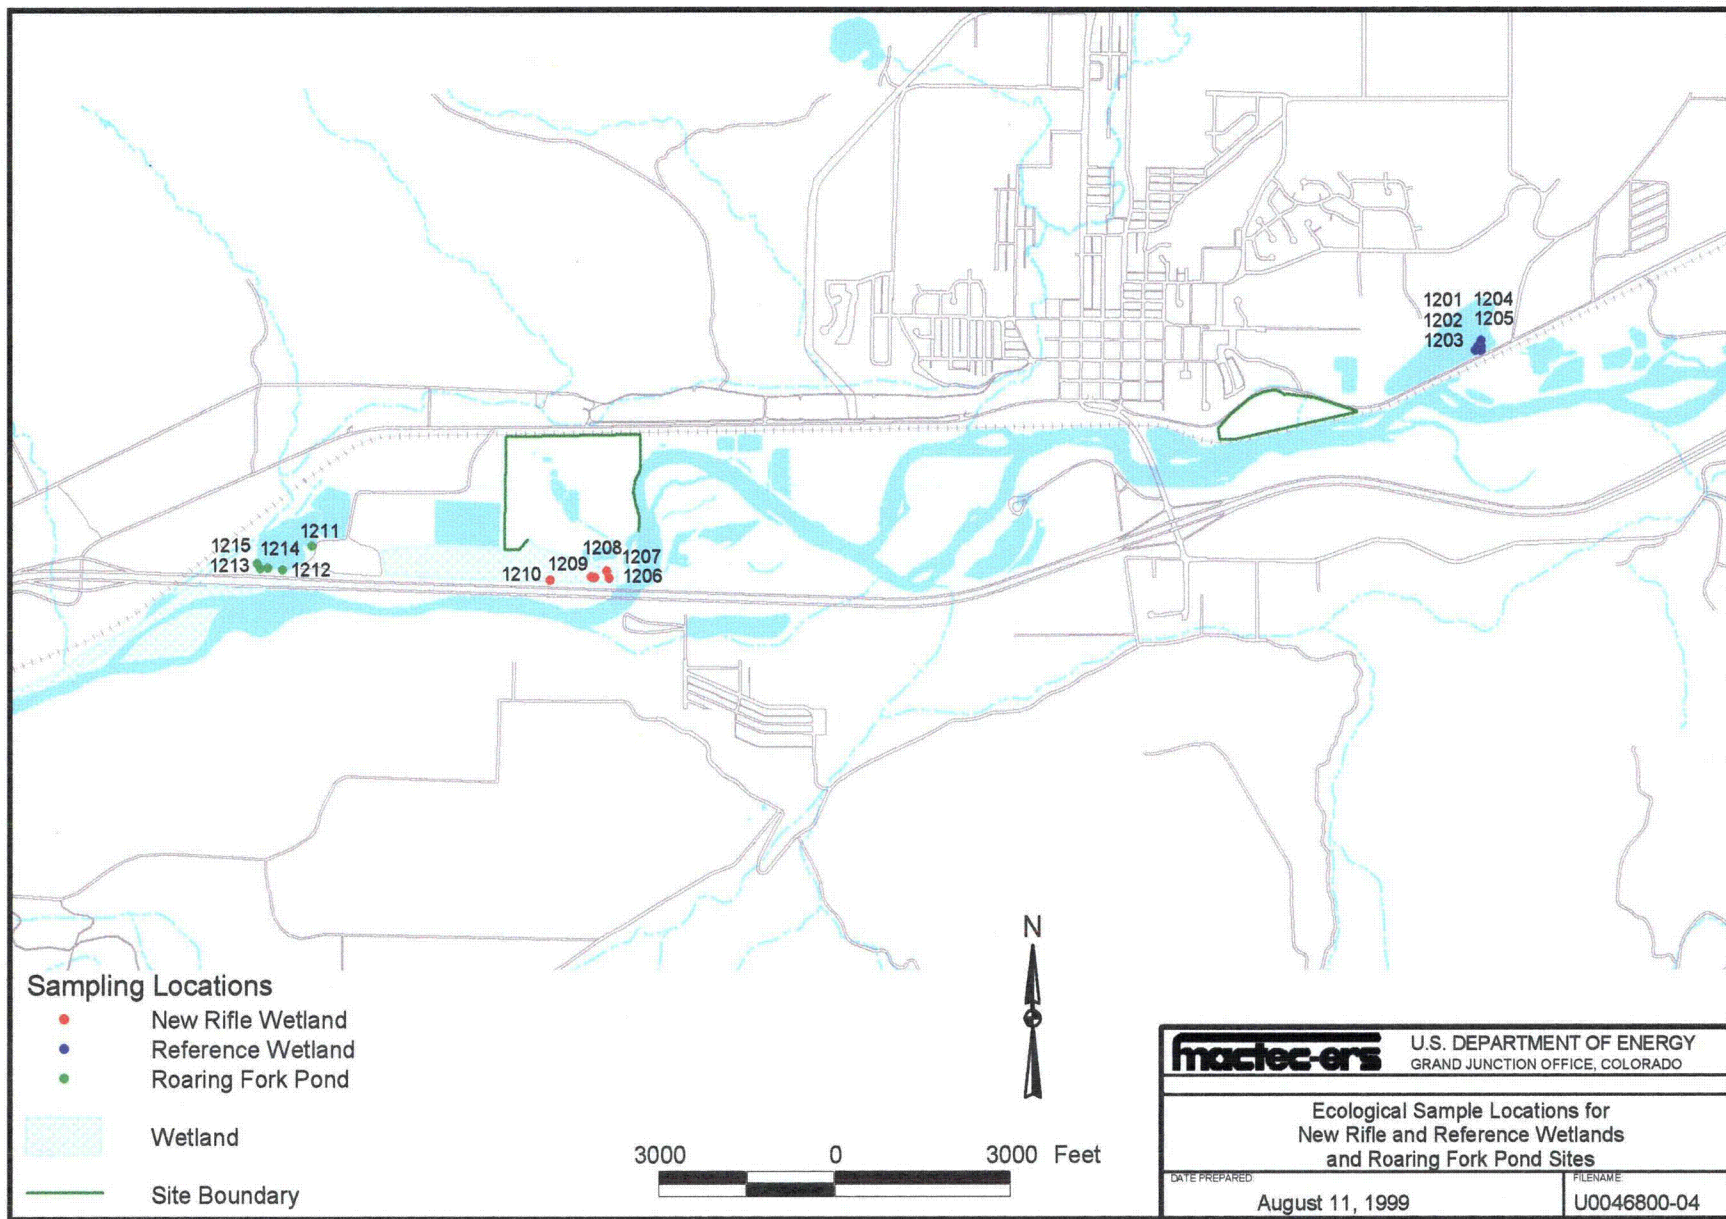 1201 1204
1202 1205
1203
1211
1215 1214
1213 1212
1208
1207
1209
1210 1206
N
Sampling Locations
New Rifle Wetland
Reference Wetland
Roaring Fork Pond
Wetland
Site Boundary
3000 0 3000 Feet
mactec-ers
U.S. DEPARTMENT OF ENERGY
GRAND JUNCTION OFFICE, COLORADO
Ecological Sample Locations for
New Rifle and Reference Wetlands
and Roaring Fork Pond Sites
DATE PREPARED:
August 11, 1999
FILENAME:
U0046800-04